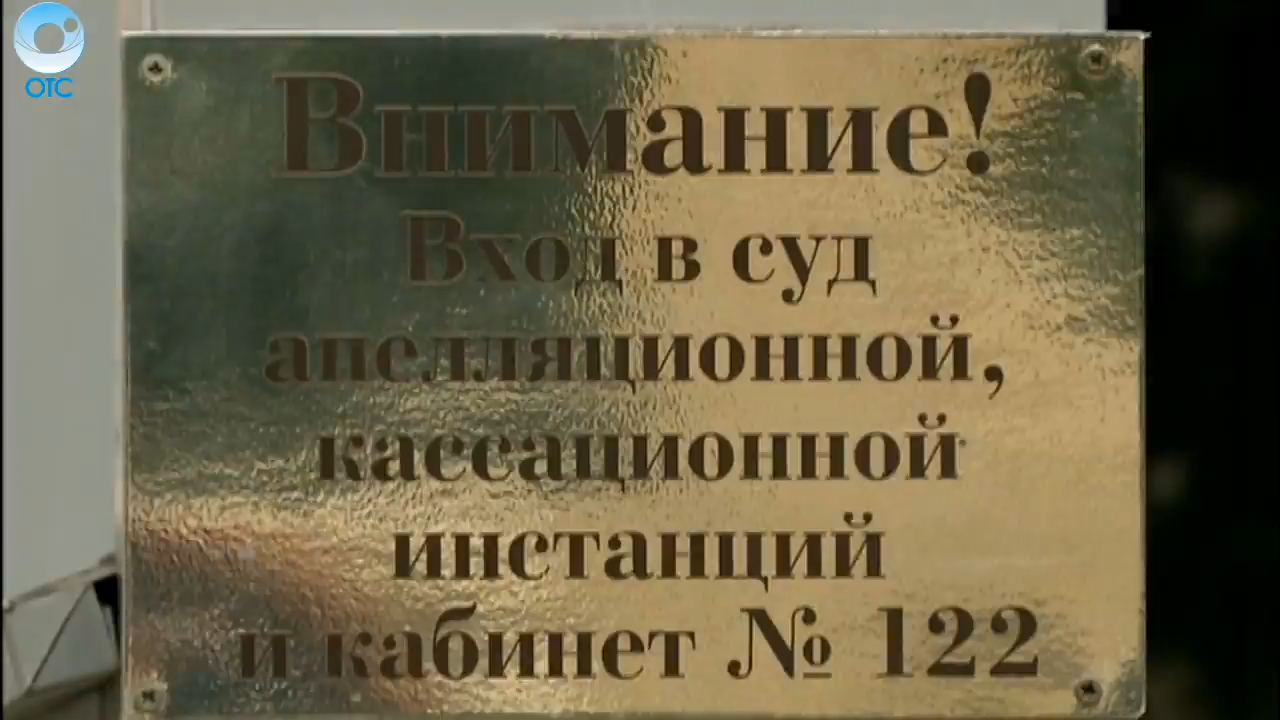 ОТС
Внимание!
Вход в суд
апелляционной,
кассационной
инстанций
и кабинет № 122